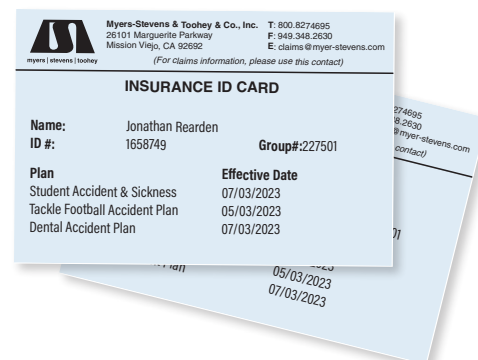 Myers-Stevens & Toohey & Co., Inc. T: 800.8274695
26101 Marguerite Parkway F: 949.348.2630
Mission Viejo, CA 92692 E: claims@myer-stevens.com
myers | stevens | toohey
(For claims information, please use this contact)
INSURANCE ID CARD
Name: Jonathan Rearden
ID #: 1658749 Group#:227501
Plan Effective Date
Student Accident & Sickness 07/03/2023
Tackle Football Accident Plan 05/03/2023
Dental Accident Plan 07/03/2023
274695
8.2630
@myer-stevens.com
contact)
01
Plan
05/03/2023
07/03/2023